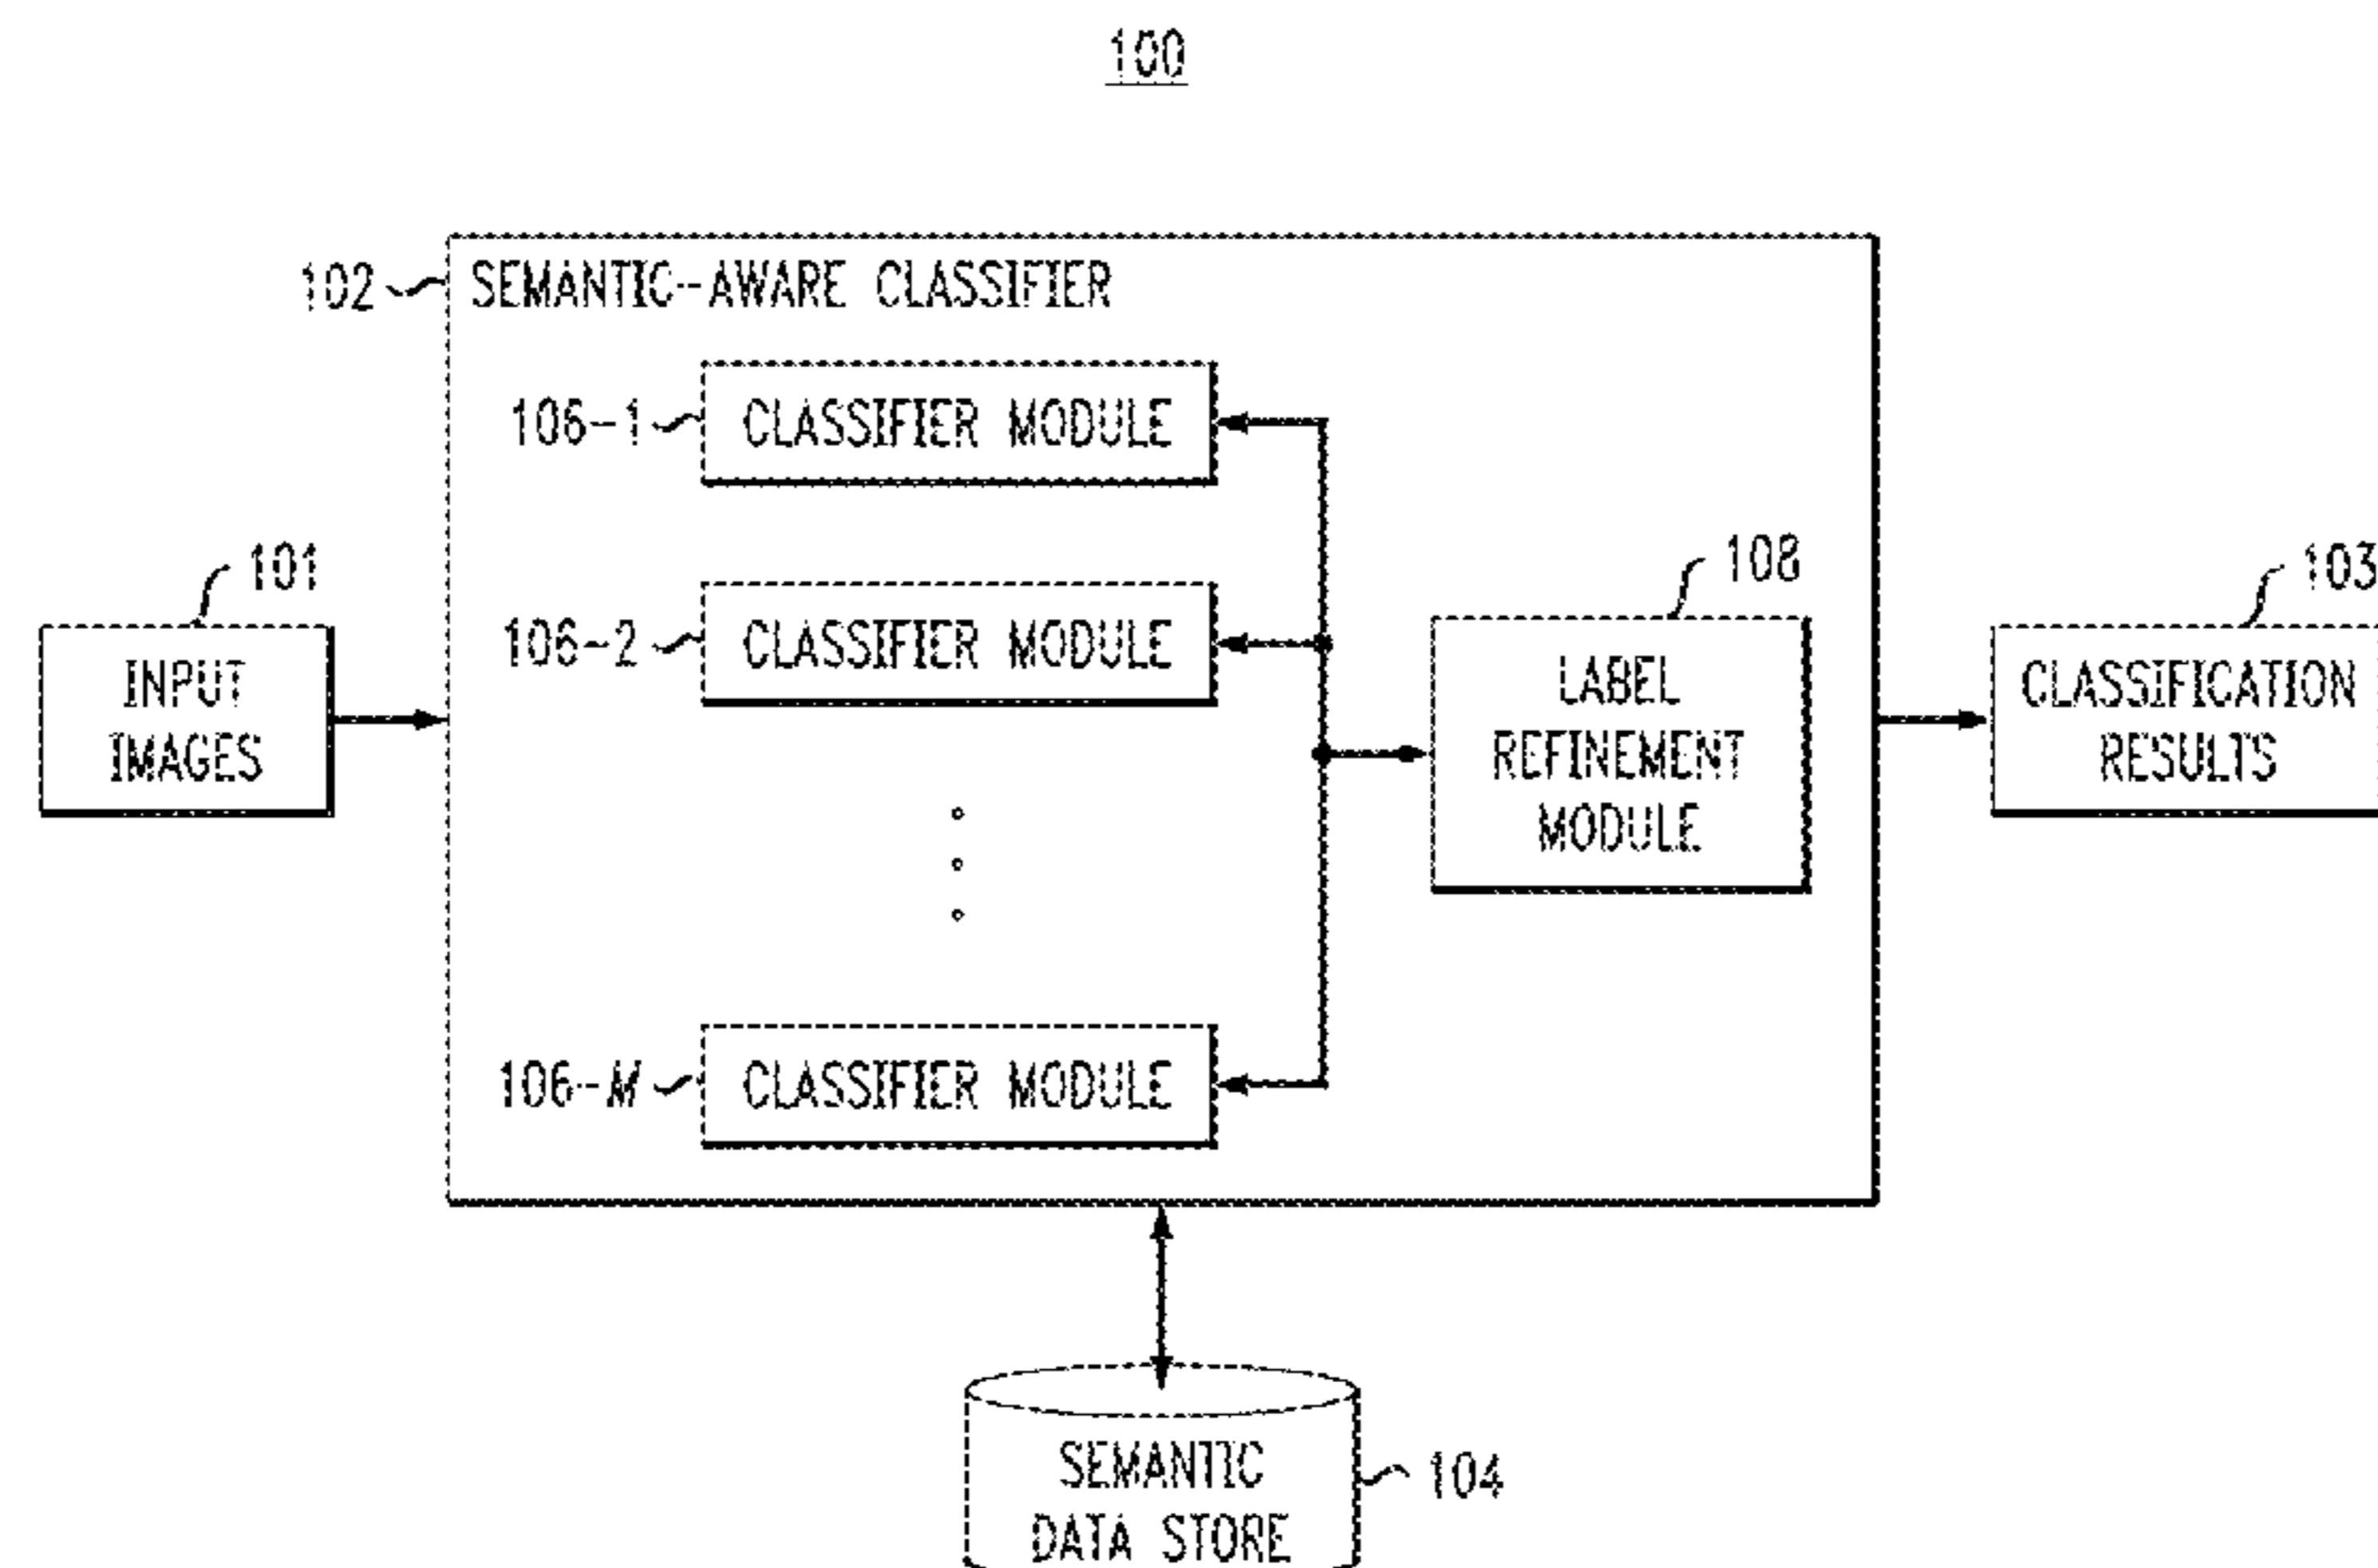 100
102
SEMANTIC-AWARE CLASSIFIER
106-1
CLASSIFIER MODULE
101
INPUT
IMAGES
106-2
CLASSIFIER MODULE
108
LABEL
REFINEMENT
MODULE
103
CLASSIFICATION
RESULTS
106-M
CLASSIFIER MODULE
SEMANTIC
DATA STORE
104